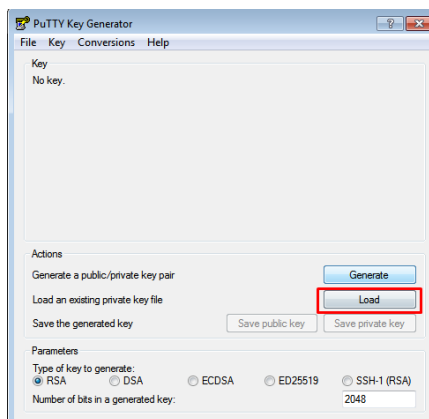 PuTTY Key Generator
File Key Conversions Help
Key
No key.
Actions
Generate a public/private key pair Generate
Load an existing private key file Load
Save the generated key Save public key Save private key
Parameters
Type of key to generate:
RSA DSA ECDSA ED25519 SSH-1 (RSA)
Number of bits in a generated key: 2048